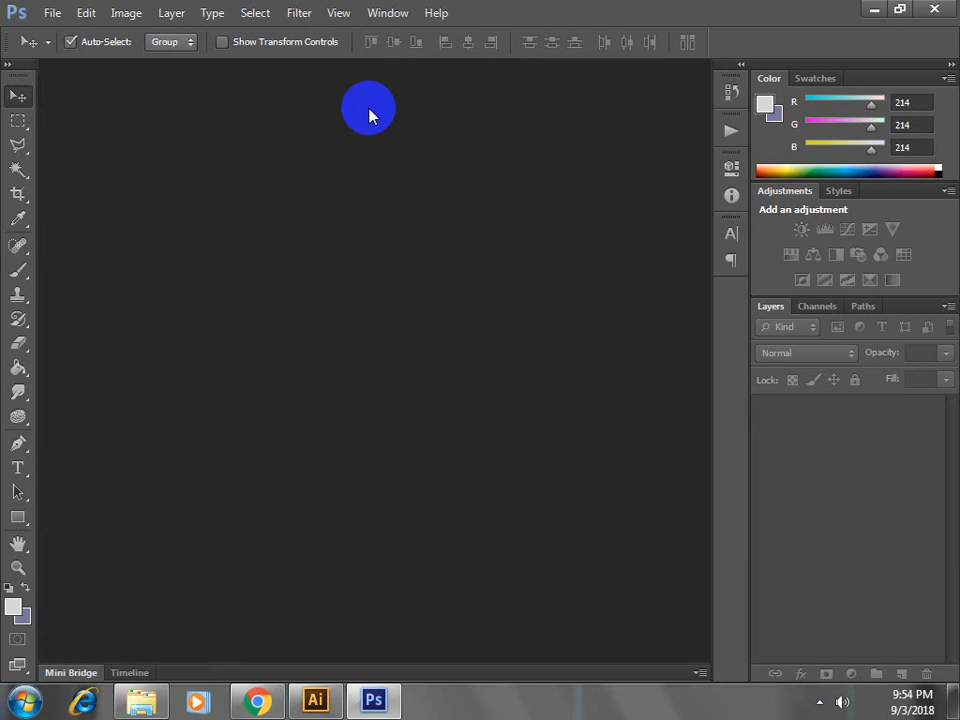 Ps File Edit Image Layer Type Select Filter View Window Help
Auto-Select: Group Show Transform Controls
Color Swatches
R 214
G 214
B 214
Adjustments Styles
Add an adjustment
Layers Channels Paths
Kind T
Normal Opacity:
Lock: Fill:
A
¶
T
fx
Mini Bridge Timeline
Ai Ps
9:54 PM
9/3/2018